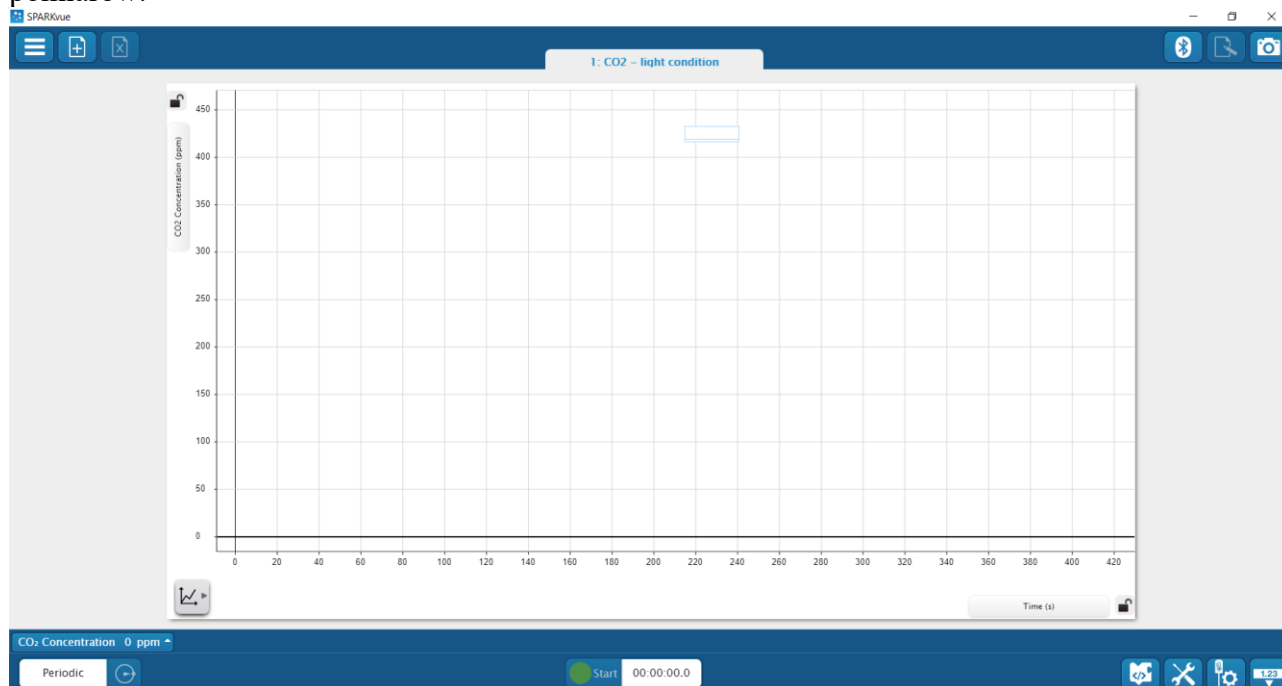 pomiarów.
SPARKvue
1: CO2 – light condition
CO2 Concentration (ppm)
450
400
350
300
250
200
150
100
50
0
0 20 40 60 80 100 120 140 160 180 200 220 240 260 280 300 320 340 360 380 400 420
Time (s)
CO₂ Concentration 0 ppm
Periodic
Start 00:00:00.0
1.23